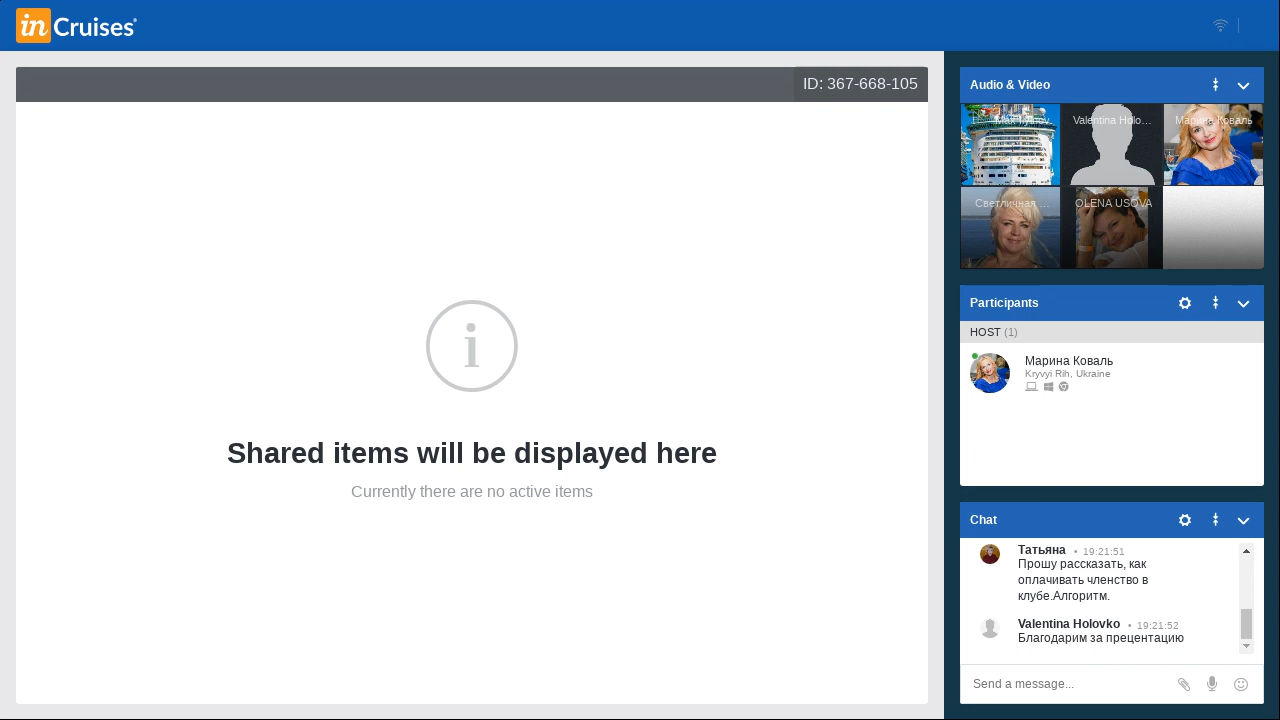 in Cruises
ID: 367-668-105
Shared items will be displayed here
Currently there are no active items
Audio & Video
Valentina Holo...
Марина Коваль
Светличная ...
OLENA USOVA
Participants
HOST (1)
Марина Коваль
Kryvyi Rih, Ukraine
Chat
Татьяна • 19:21:51
Прошу рассказать, как
оплачивать членство в
клубе.Алгоритм.
Valentina Holovko • 19:21:52
Благодарим за прецентацию
Send a message...